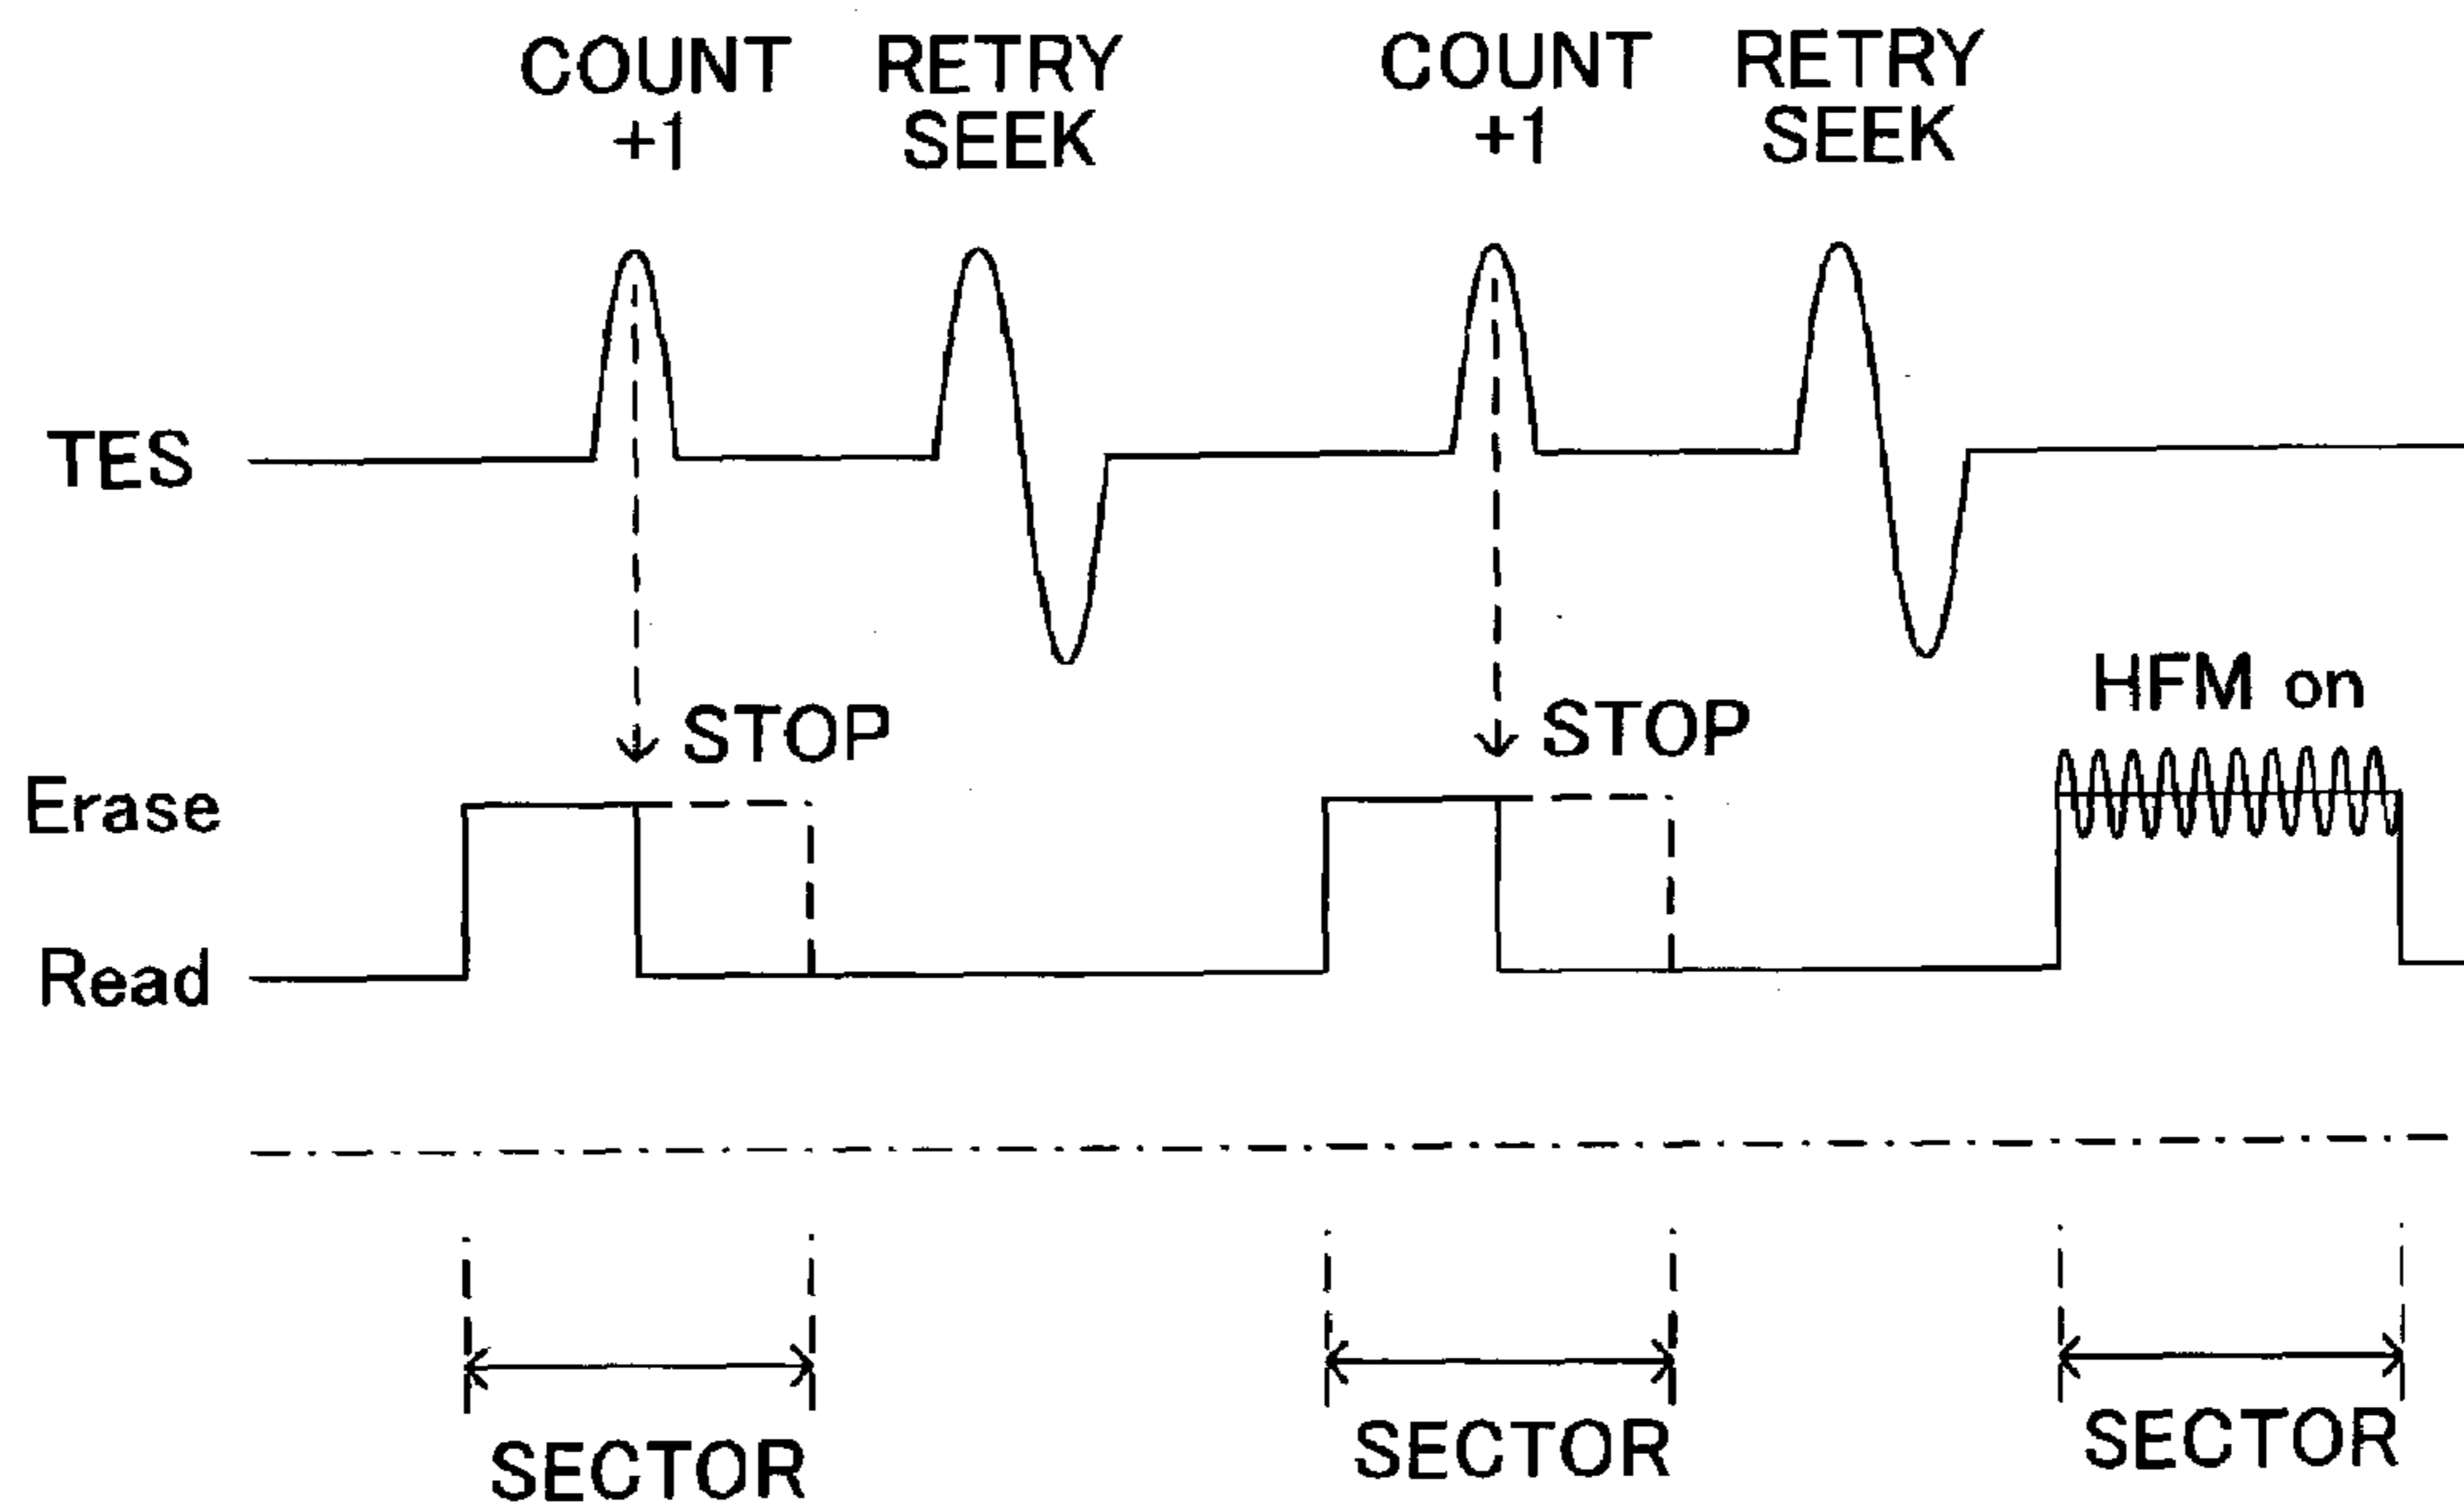 COUNT
+1
RETRY
SEEK
COUNT
+1
RETRY
SEEK
TES
HFM on
STOP
STOP
Erase
Read
SECTOR
SECTOR
SECTOR